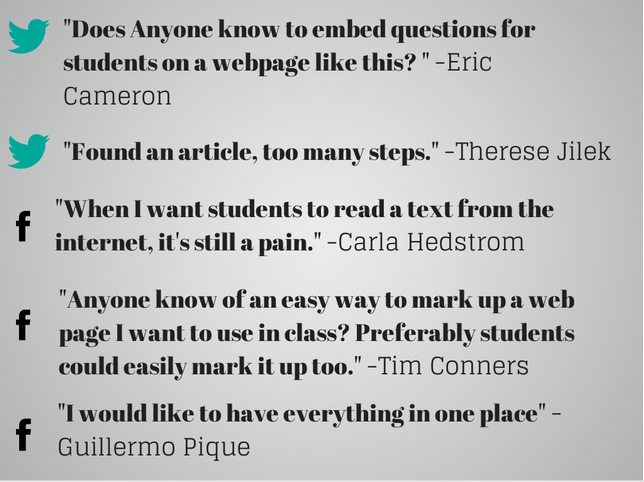 "Does Anyone know to embed questions for
students on a webpage like this? " –Eric
Cameron
"Found an article, too many steps." –Therese Jilek
"When I want students to read a text from the
internet, it's still a pain." –Carla Hedstrom
"Anyone know of an easy way to mark up a web
page I want to use in class? Preferably students
could easily mark it up too." –Tim Conners
"I would like to have everything in one place" –
Guillermo Pique